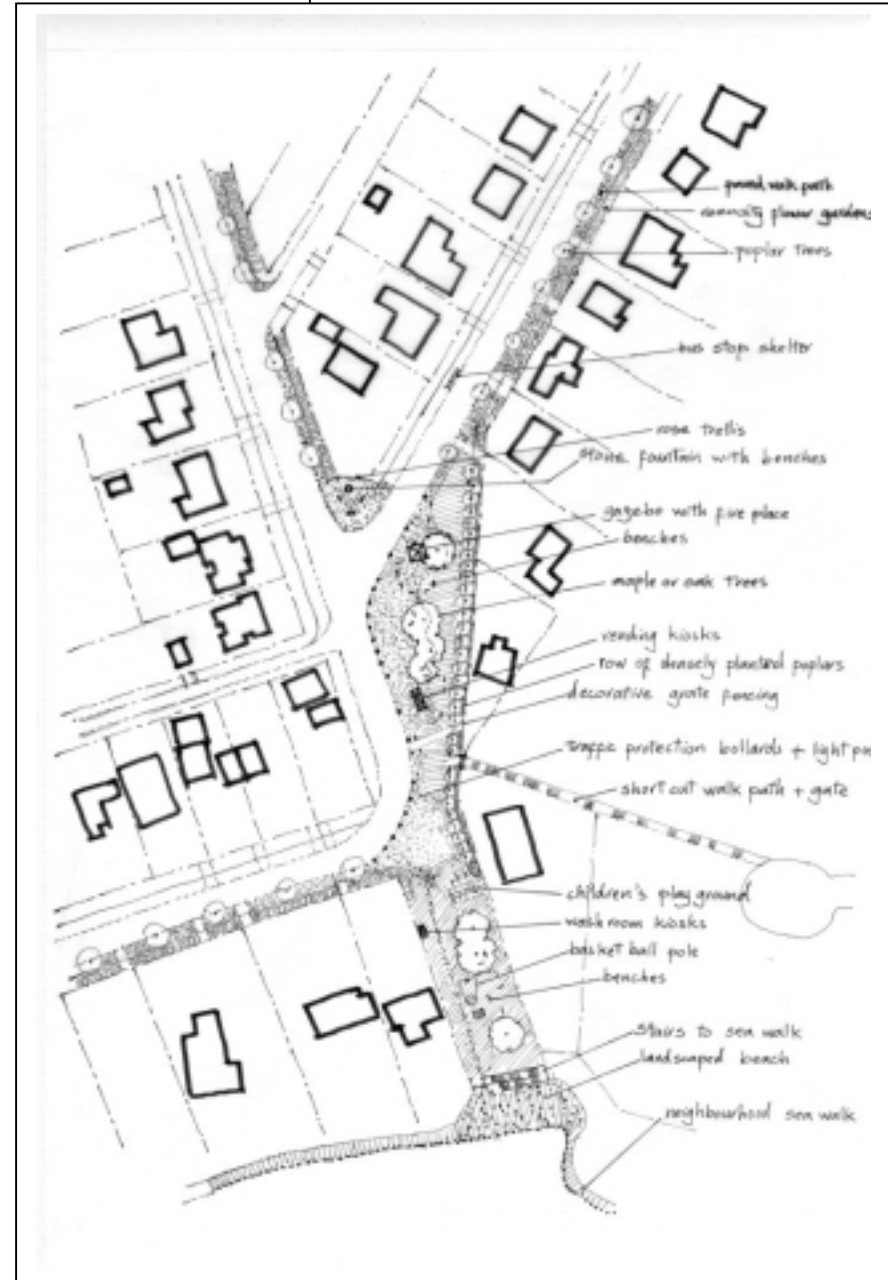 paved walk path
community flower gardens
poplar trees
bus stop shelter
rose trellis
stone fountain with benches
gazebo with fire place
benches
maple or oak trees
vending kiosks
row of densely planted poplars
decorative grate fencing
traffic protection bollards + light po
short cut walk path + gate
children's play ground
wash room kiosks
basket ball pole
benches
stairs to sea walk
landscaped beach
neighbourhood sea walk